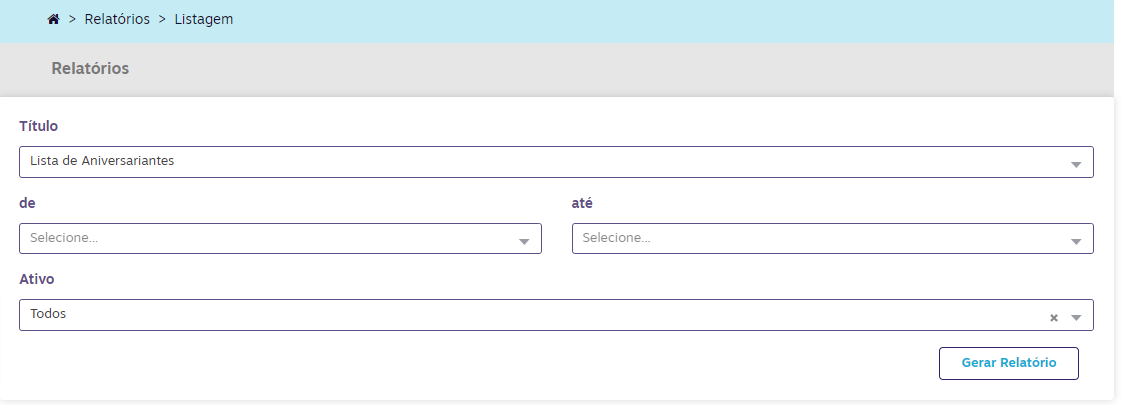 > Relatórios > Listagem
Relatórios
Título
Lista de Aniversariantes
de até
Selecione... Selecione...
Ativo
Todos ×
Gerar Relatório